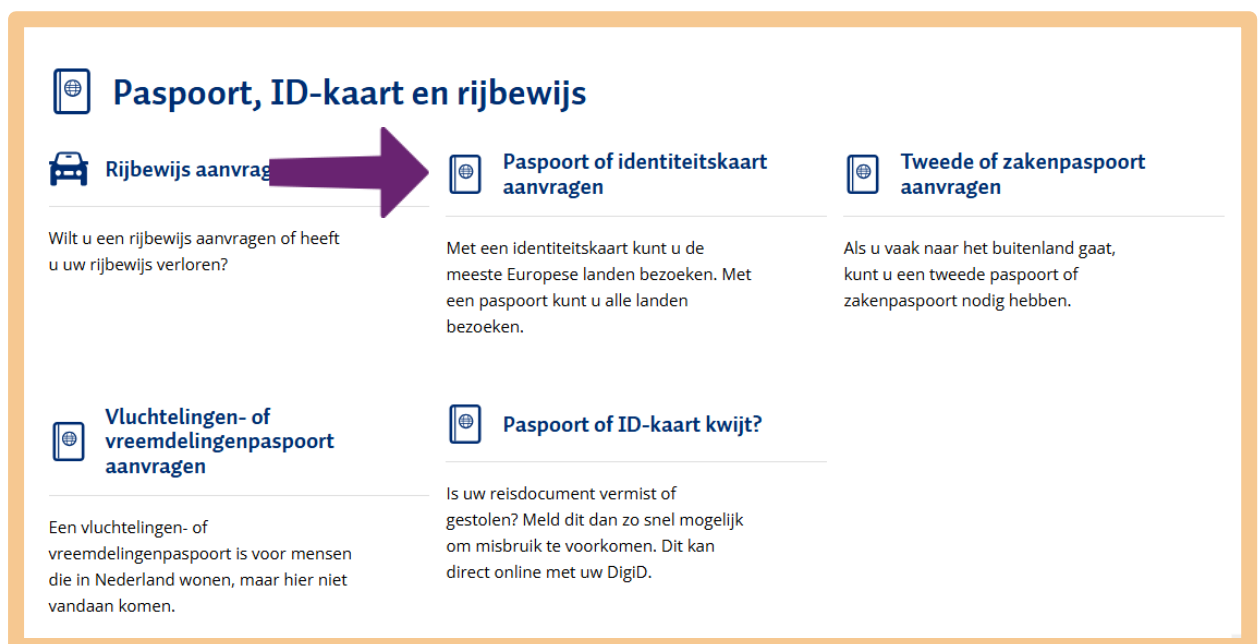 Paspoort, ID-kaart en rijbewijs
Rijbewijs
Wilt u een rijbewijs aanvragen of heeft
u uw rijbewijs verloren?
Paspoort of identiteitskaart
aanvragen
Met een identiteitskaart kunt u de
meeste Europese landen bezoeken. Met
een paspoort kunt u alle landen
bezoeken.
Tweede of zakenpaspoort
aanvragen
Als u vaak naar het buitenland gaat,
kunt u een tweede paspoort of
zakenpaspoort nodig hebben.
Vluchtelingen- of
vreemdelingenpaspoort
aanvragen
Een vluchtelingen- of
vreemdelingenpaspoort is voor mensen
die in Nederland wonen, maar hier niet
vandaan komen.
Paspoort of ID-kaart kwijt?
Is uw reisdocument vermist of
gestolen? Meld dit dan zo snel mogelijk
om misbruik te voorkomen. Dit kan
direct online met uw DigiD.